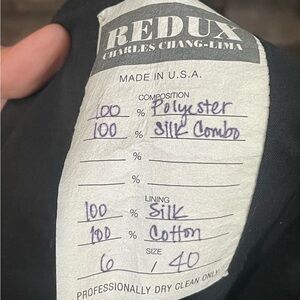 REDUX
CHARLES CHANG-LIMA
MADE IN U.S.A.
COMPOSITION
100 % Polyester
100 % Silk Combo
%
%
LINING
100 % Silk
100 % Cotton
SIZE
6 / 40
PROFESSIONALLY DRY CLEAN ONLY